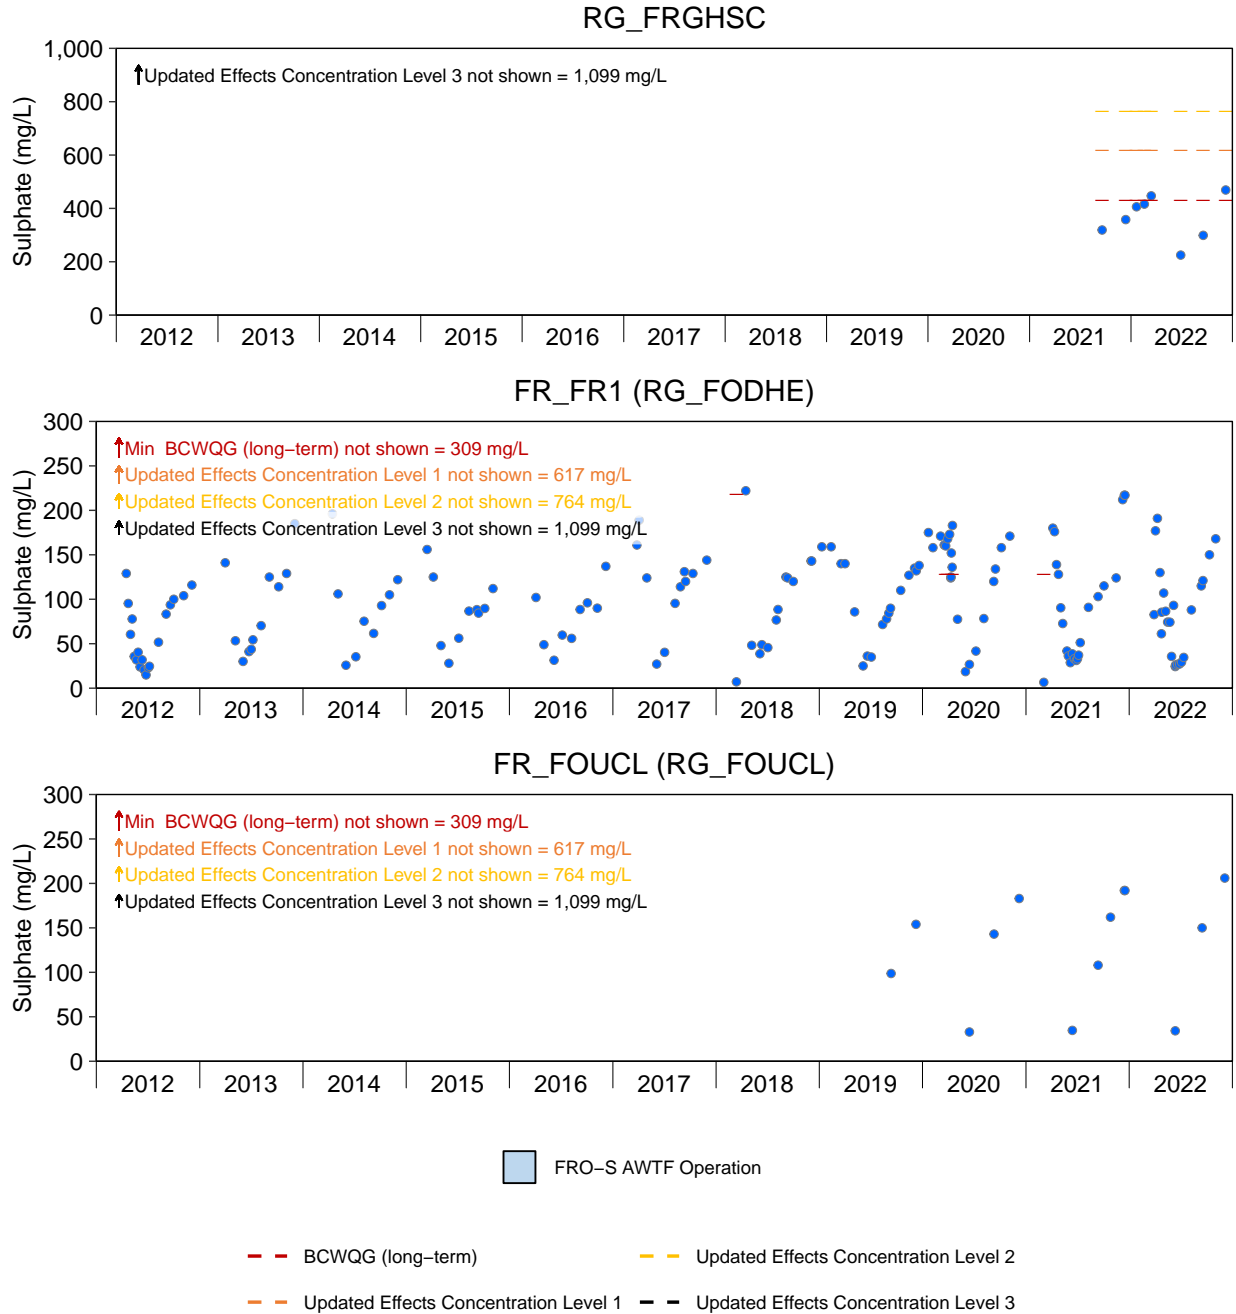 RG_FRGHSC
Sulphate (mg/L)
1,000
800
600
400
200
0
Updated Effects Concentration Level 3 not shown = 1,099 mg/L
2012 2013 2014 2015 2016 2017 2018 2019 2020 2021 2022
FR_FR1 (RG_FODHE)
Sulphate (mg/L)
300
250
200
150
100
50
0
Min BCWQG (long−term) not shown = 309 mg/L
Updated Effects Concentration Level 1 not shown = 617 mg/L
Updated Effects Concentration Level 2 not shown = 764 mg/L
Updated Effects Concentration Level 3 not shown = 1,099 mg/L
2012 2013 2014 2015 2016 2017 2018 2019 2020 2021 2022
FR_FOUCL (RG_FOUCL)
Sulphate (mg/L)
300
250
200
150
100
50
0
Min BCWQG (long−term) not shown = 309 mg/L
Updated Effects Concentration Level 1 not shown = 617 mg/L
Updated Effects Concentration Level 2 not shown = 764 mg/L
Updated Effects Concentration Level 3 not shown = 1,099 mg/L
2012 2013 2014 2015 2016 2017 2018 2019 2020 2021 2022
FRO−S AWTF Operation
BCWQG (long−term)
Updated Effects Concentration Level 2
Updated Effects Concentration Level 1
Updated Effects Concentration Level 3